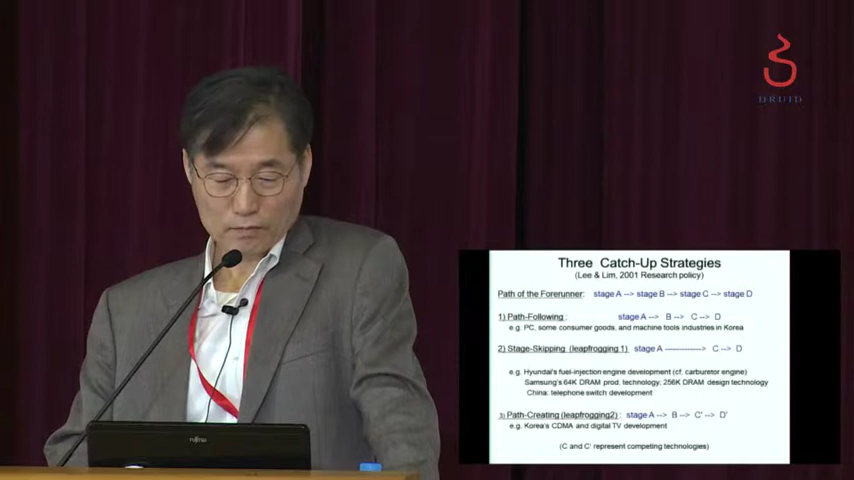 DRUID
Three Catch-Up Strategies
(Lee & Lim, 2001 Research policy)
Path of the Forerunner: stage A --> stage B --> stage C --> stage D
1) Path-Following : stage A --> B --> C --> D
e.g. PC, some consumer goods, and machine tools industries in Korea
2) Stage-Skipping (leapfrogging 1) stage A --------------> C --> D
e.g. Hyundai's fuel-injection engine development (cf. carburetor engine)
Samsung's 64K DRAM prod. technology; 256K DRAM design technology
China: telephone switch development
3) Path-Creating (leapfrogging2) : stage A --> B --> C' --> D'
e.g. Korea's CDMA and digital TV development
(C and C' represent competing technologies)
FUJITSU